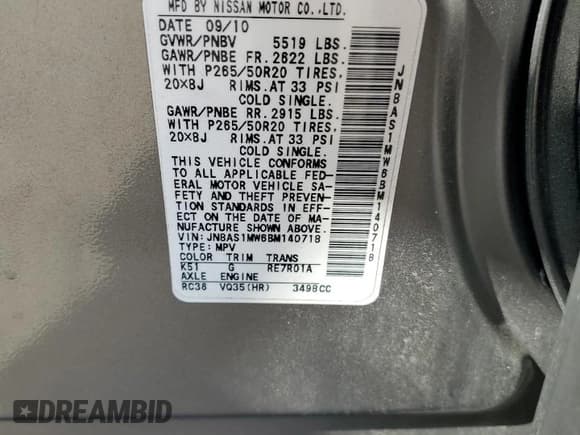 MFD BY NISSAN MOTOR CO.,LTD.
DATE 09/10
GVWR/PNBV 5519 LBS.
GAWR/PNBE FR.2622 LBS.
WITH P265/50R20 TIRES.
20X8J RIMS.AT 33 PSI
COLD SINGLE.
GAWR/PNBE RR.2915 LBS.
WITH P265/50R20 TIRES.
20X8J RIMS.AT 33 PSI
COLD SINGLE.
THIS VEHICLE CONFORMS
TO ALL APPLICABLE FED-
ERAL MOTOR VEHICLE SA-
FETY AND THEFT PREVEN-
TION STANDARDS IN EFF-
ECT ON THE DATE OF MA-
NUFACTURE SHOWN ABOVE.
VIN:JN8AS1MW6BM140718
TYPE:MPV
COLOR TRIM TRANS
K51 G RE7R01A
AXLE ENGINE
RC38 VQ35(HR) 3498CC
JN8AS1MW6BM140718
DREAMBID